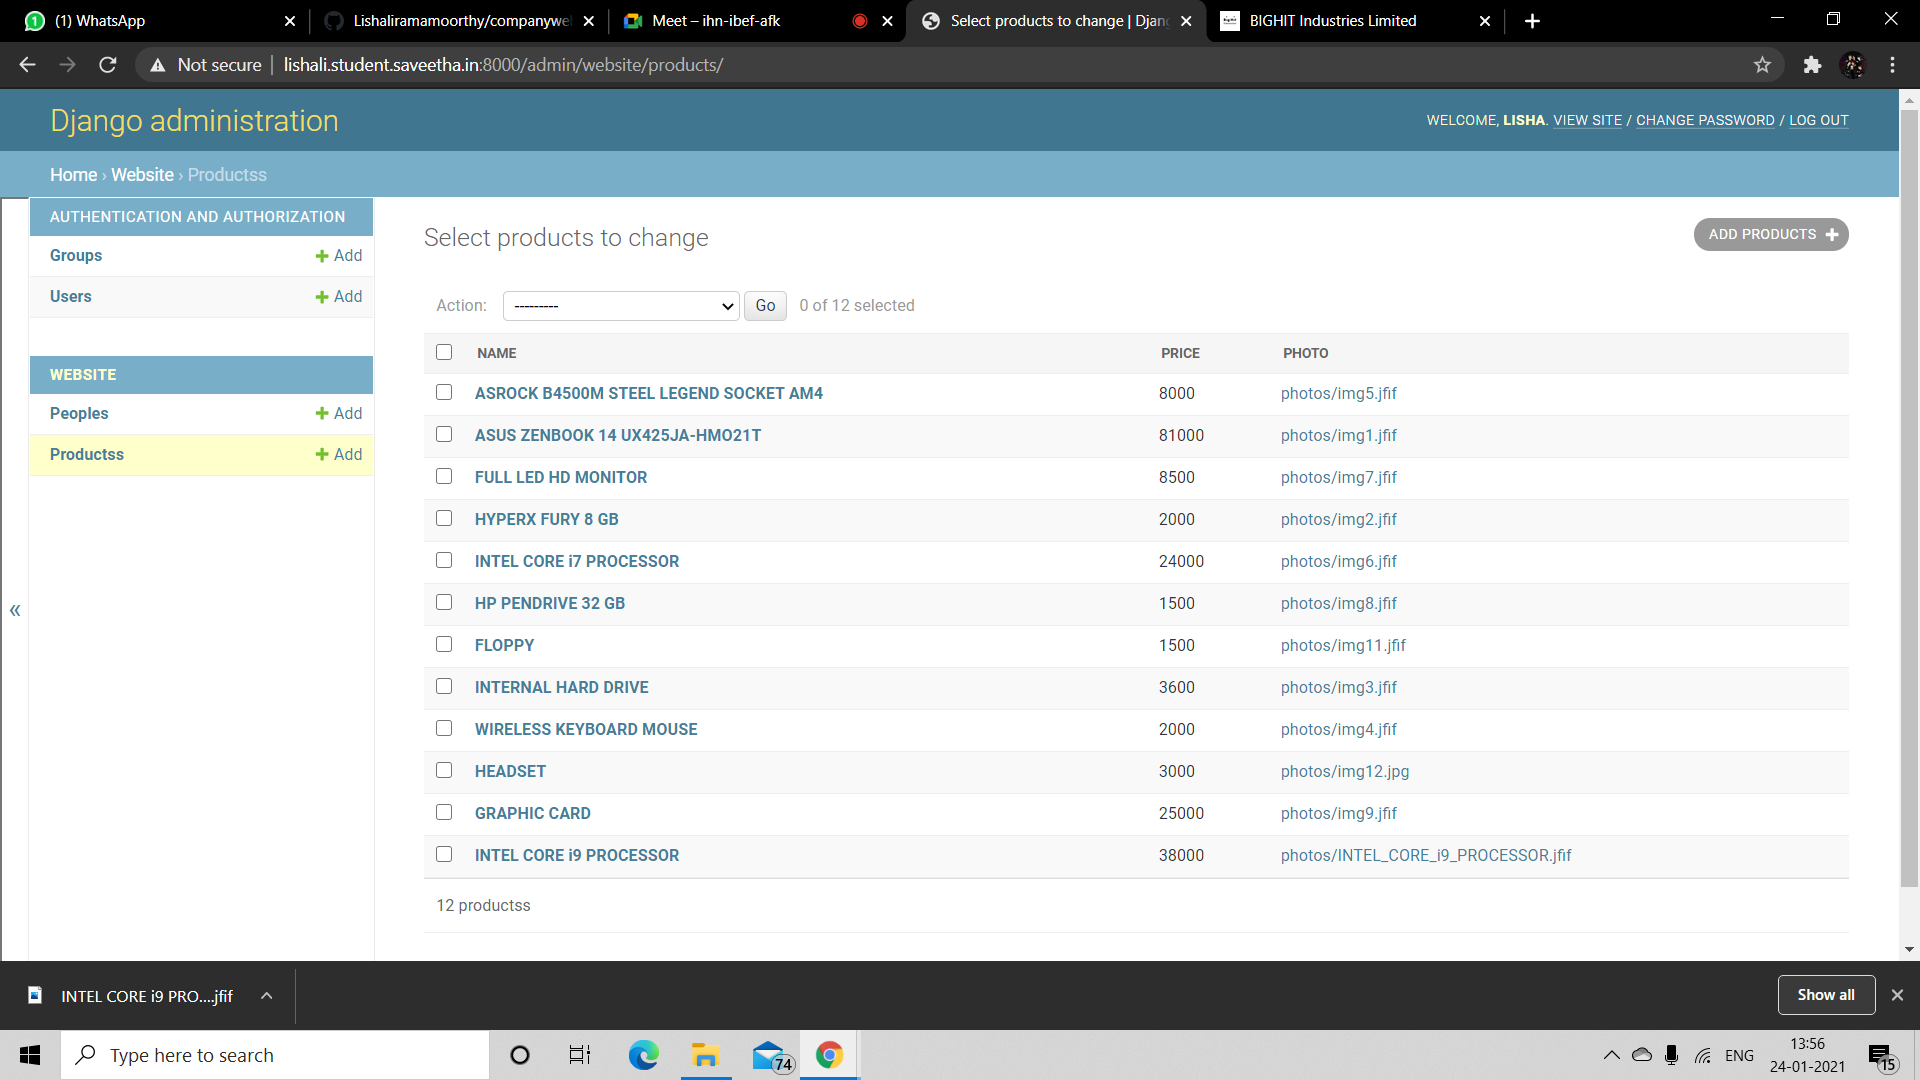 (1) WhatsApp
Lishaliramamoorthy/companywe
Meet – ihn-ibef-afk
Select products to change | Djan
BIGHIT Industries Limited
Not secure | lishali.student.saveetha.in:8000/admin/website/products/
Django administration
WELCOME, LISHA. VIEW SITE / CHANGE PASSWORD / LOG OUT
Home › Website › Productss
AUTHENTICATION AND AUTHORIZATION
Groups + Add
Users + Add
WEBSITE
Peoples + Add
Productss + Add
«
Select products to change
ADD PRODUCTS +
Action: --------- Go 0 of 12 selected
NAME PRICE PHOTO
ASROCK B4500M STEEL LEGEND SOCKET AM4 8000 photos/img5.jfif
ASUS ZENBOOK 14 UX425JA-HMO21T 81000 photos/img1.jfif
FULL LED HD MONITOR 8500 photos/img7.jfif
HYPERX FURY 8 GB 2000 photos/img2.jfif
INTEL CORE i7 PROCESSOR 24000 photos/img6.jfif
HP PENDRIVE 32 GB 1500 photos/img8.jfif
FLOPPY 1500 photos/img11.jfif
INTERNAL HARD DRIVE 3600 photos/img3.jfif
WIRELESS KEYBOARD MOUSE 2000 photos/img4.jfif
HEADSET 3000 photos/img12.jpg
GRAPHIC CARD 25000 photos/img9.jfif
INTEL CORE i9 PROCESSOR 38000 photos/INTEL_CORE_i9_PROCESSOR.jfif
12 productss
INTEL CORE i9 PRO....jfif
Show all
Type here to search
74
ENG
13:56
24-01-2021
15